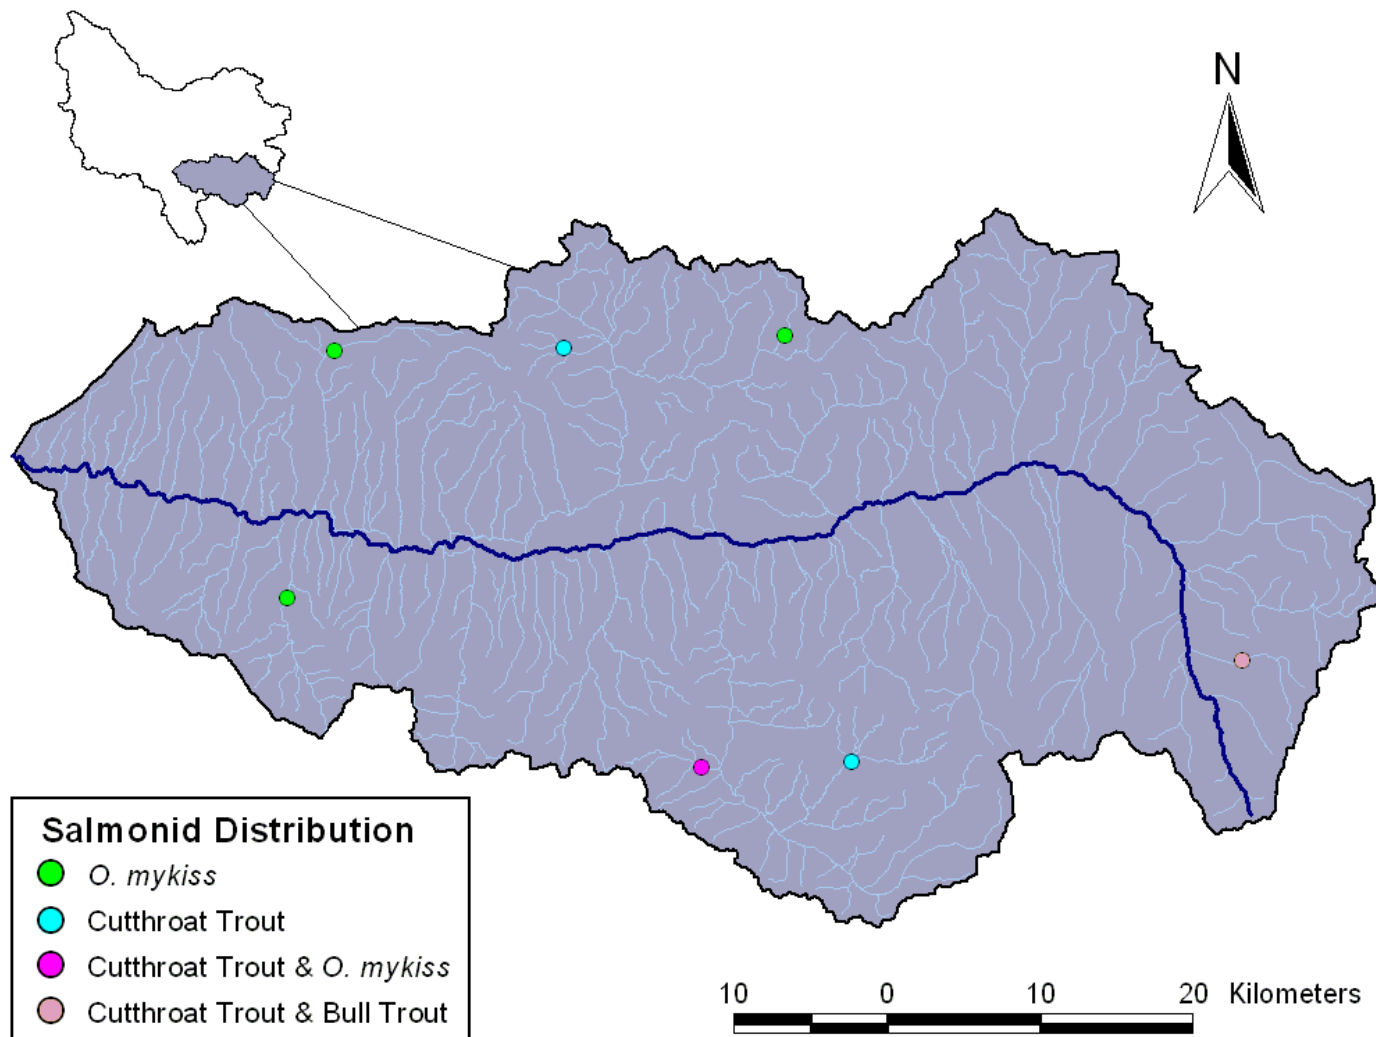 N
Salmonid Distribution
O. mykiss
Cutthroat Trout
Cutthroat Trout & O. mykiss
Cutthroat Trout & Bull Trout
10 0 10 20 Kilometers